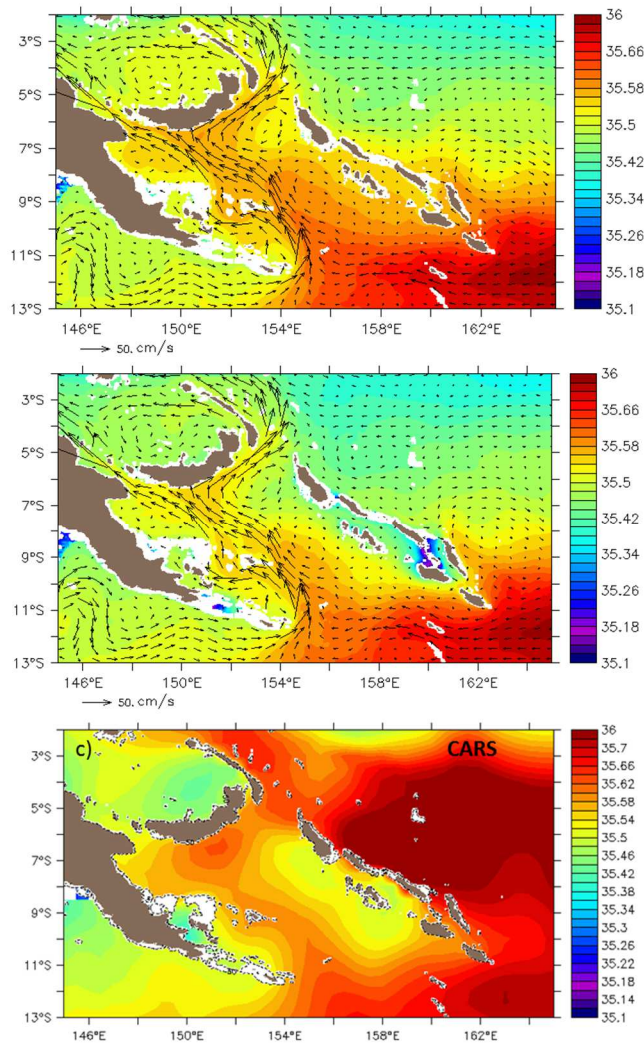 3°S
5°S
7°S
9°S
11°S
13°S
146°E 150°E 154°E 158°E 162°E
50. cm/s
36
35.66
35.58
35.5
35.42
35.34
35.26
35.18
35.1
3°S
5°S
7°S
9°S
11°S
13°S
146°E 150°E 154°E 158°E 162°E
50. cm/s
36
35.66
35.58
35.5
35.42
35.34
35.26
35.18
35.1
c) CARS
3°S
5°S
7°S
9°S
11°S
13°S
146°E 150°E 154°E 158°E 162°E
36
35.7
35.66
35.62
35.58
35.54
35.5
35.46
35.42
35.38
35.34
35.3
35.26
35.22
35.18
35.14
35.1